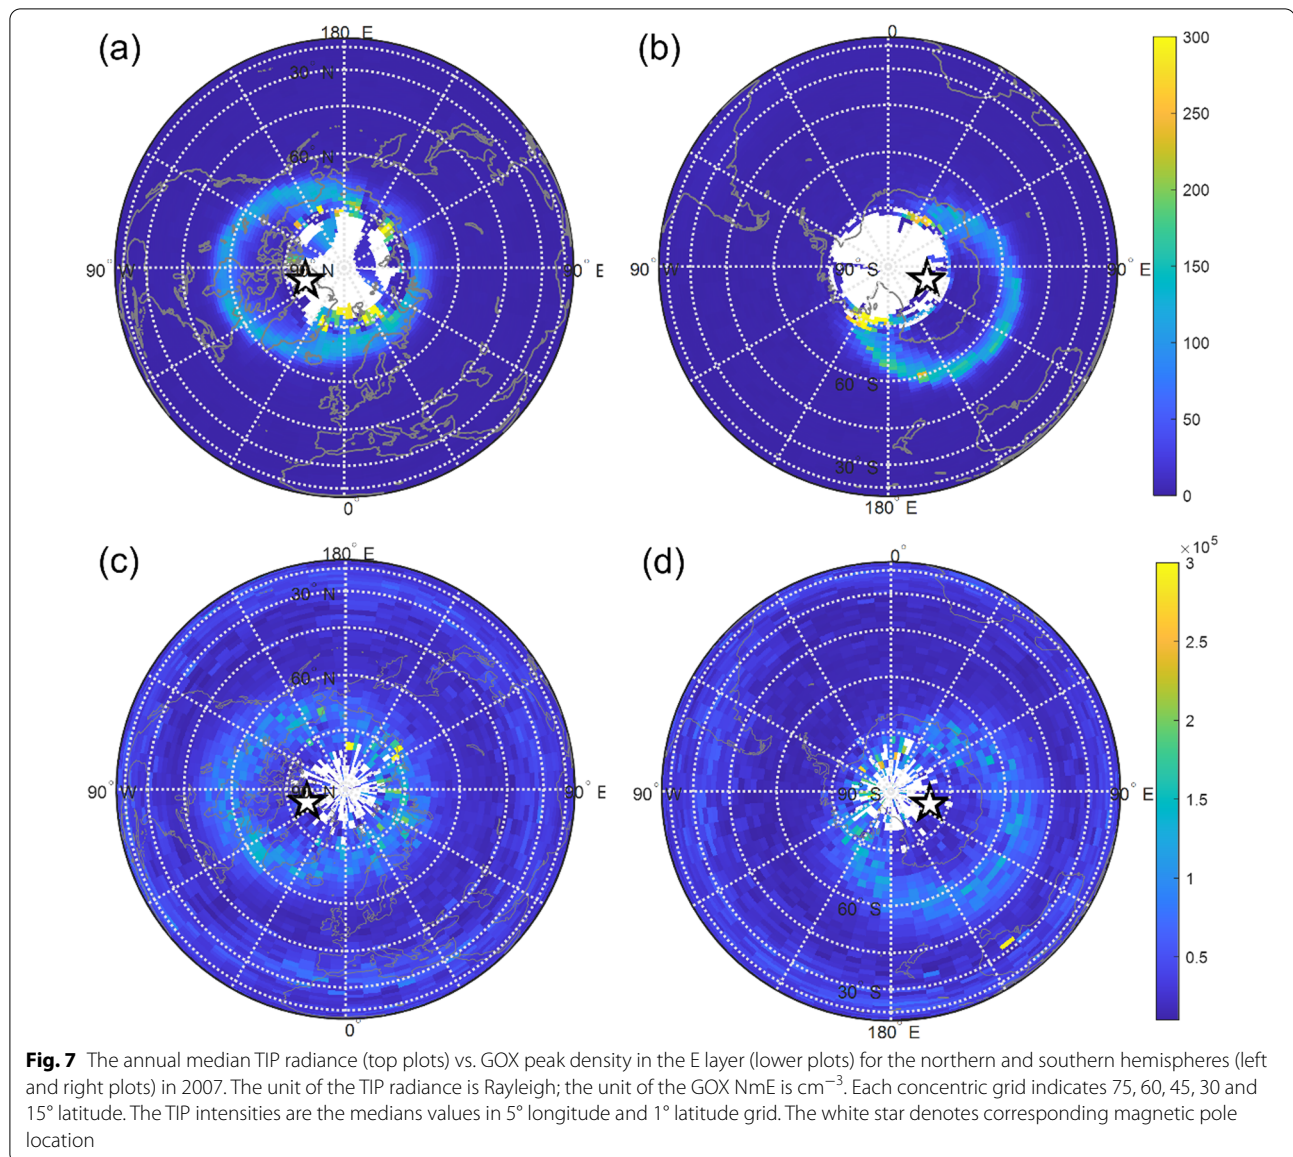 (a)
180° E
30° N
60° N
90° W
90° N
90° E
0°
(b)
0
90° W
90° S
90° E
60° S
30° S
180° E
300
250
200
150
100
50
0
(c)
180° E
30° N
60° N
90° W
90° N
90° E
0°
(d)
0°
90° W
90° S
90° E
60° S
30° S
180° E
×10⁵
3
2.5
2
1.5
1
0.5
Fig. 7 The annual median TIP radiance (top plots) vs. GOX peak density in the E layer (lower plots) for the northern and southern hemispheres (left
and right plots) in 2007. The unit of the TIP radiance is Rayleigh; the unit of the GOX NmE is cm⁻³. Each concentric grid indicates 75, 60, 45, 30 and
15° latitude. The TIP intensities are the medians values in 5° longitude and 1° latitude grid. The white star denotes corresponding magnetic pole
location